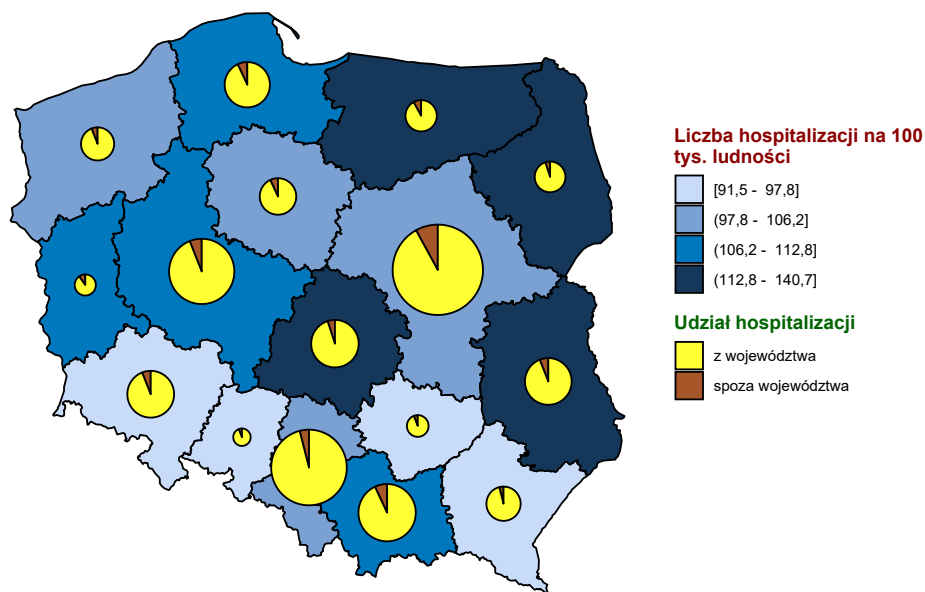 Liczba hospitalizacji na 100
tys. ludności
[91,5 - 97,8]
(97,8 - 106,2]
(106,2 - 112,8]
(112,8 - 140,7]
Udział hospitalizacji
z województwa
spoza województwa